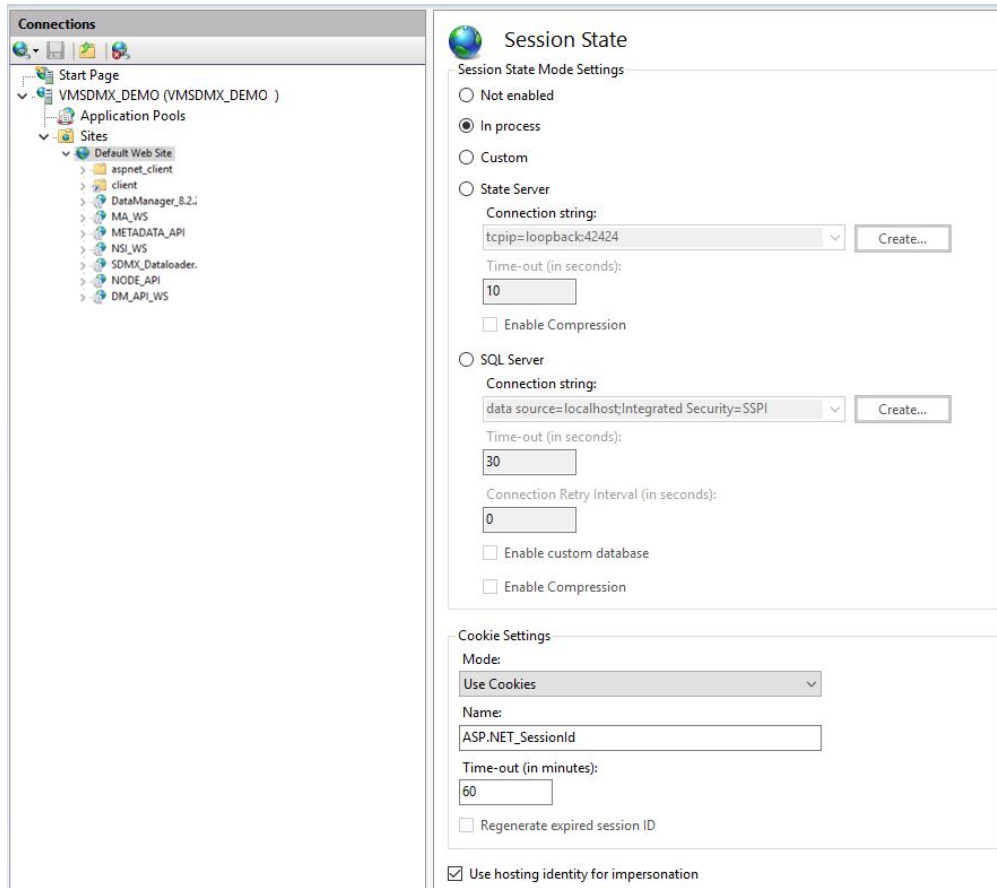 Connections
Start Page
VMSDMX_DEMO (VMSDMX_DEMO )
Application Pools
Sites
Default Web Site
aspnet_client
client
DataManager_8.2.2
MA_WS
METADATA_API
NSI_WS
SDMX_Dataloader.
NODE_API
DM_API_WS
Session State
Session State Mode Settings
Not enabled
In process
Custom
State Server
Connection string:
tcpip=loopback:42424 Create...
Time-out (in seconds):
10
Enable Compression
SQL Server
Connection string:
data source=localhost;Integrated Security=SSPI Create...
Time-out (in seconds):
30
Connection Retry Interval (in seconds):
0
Enable custom database
Enable Compression
Cookie Settings
Mode:
Use Cookies
Name:
ASP.NET_SessionId
Time-out (in minutes):
60
Regenerate expired session ID
Use hosting identity for impersonation